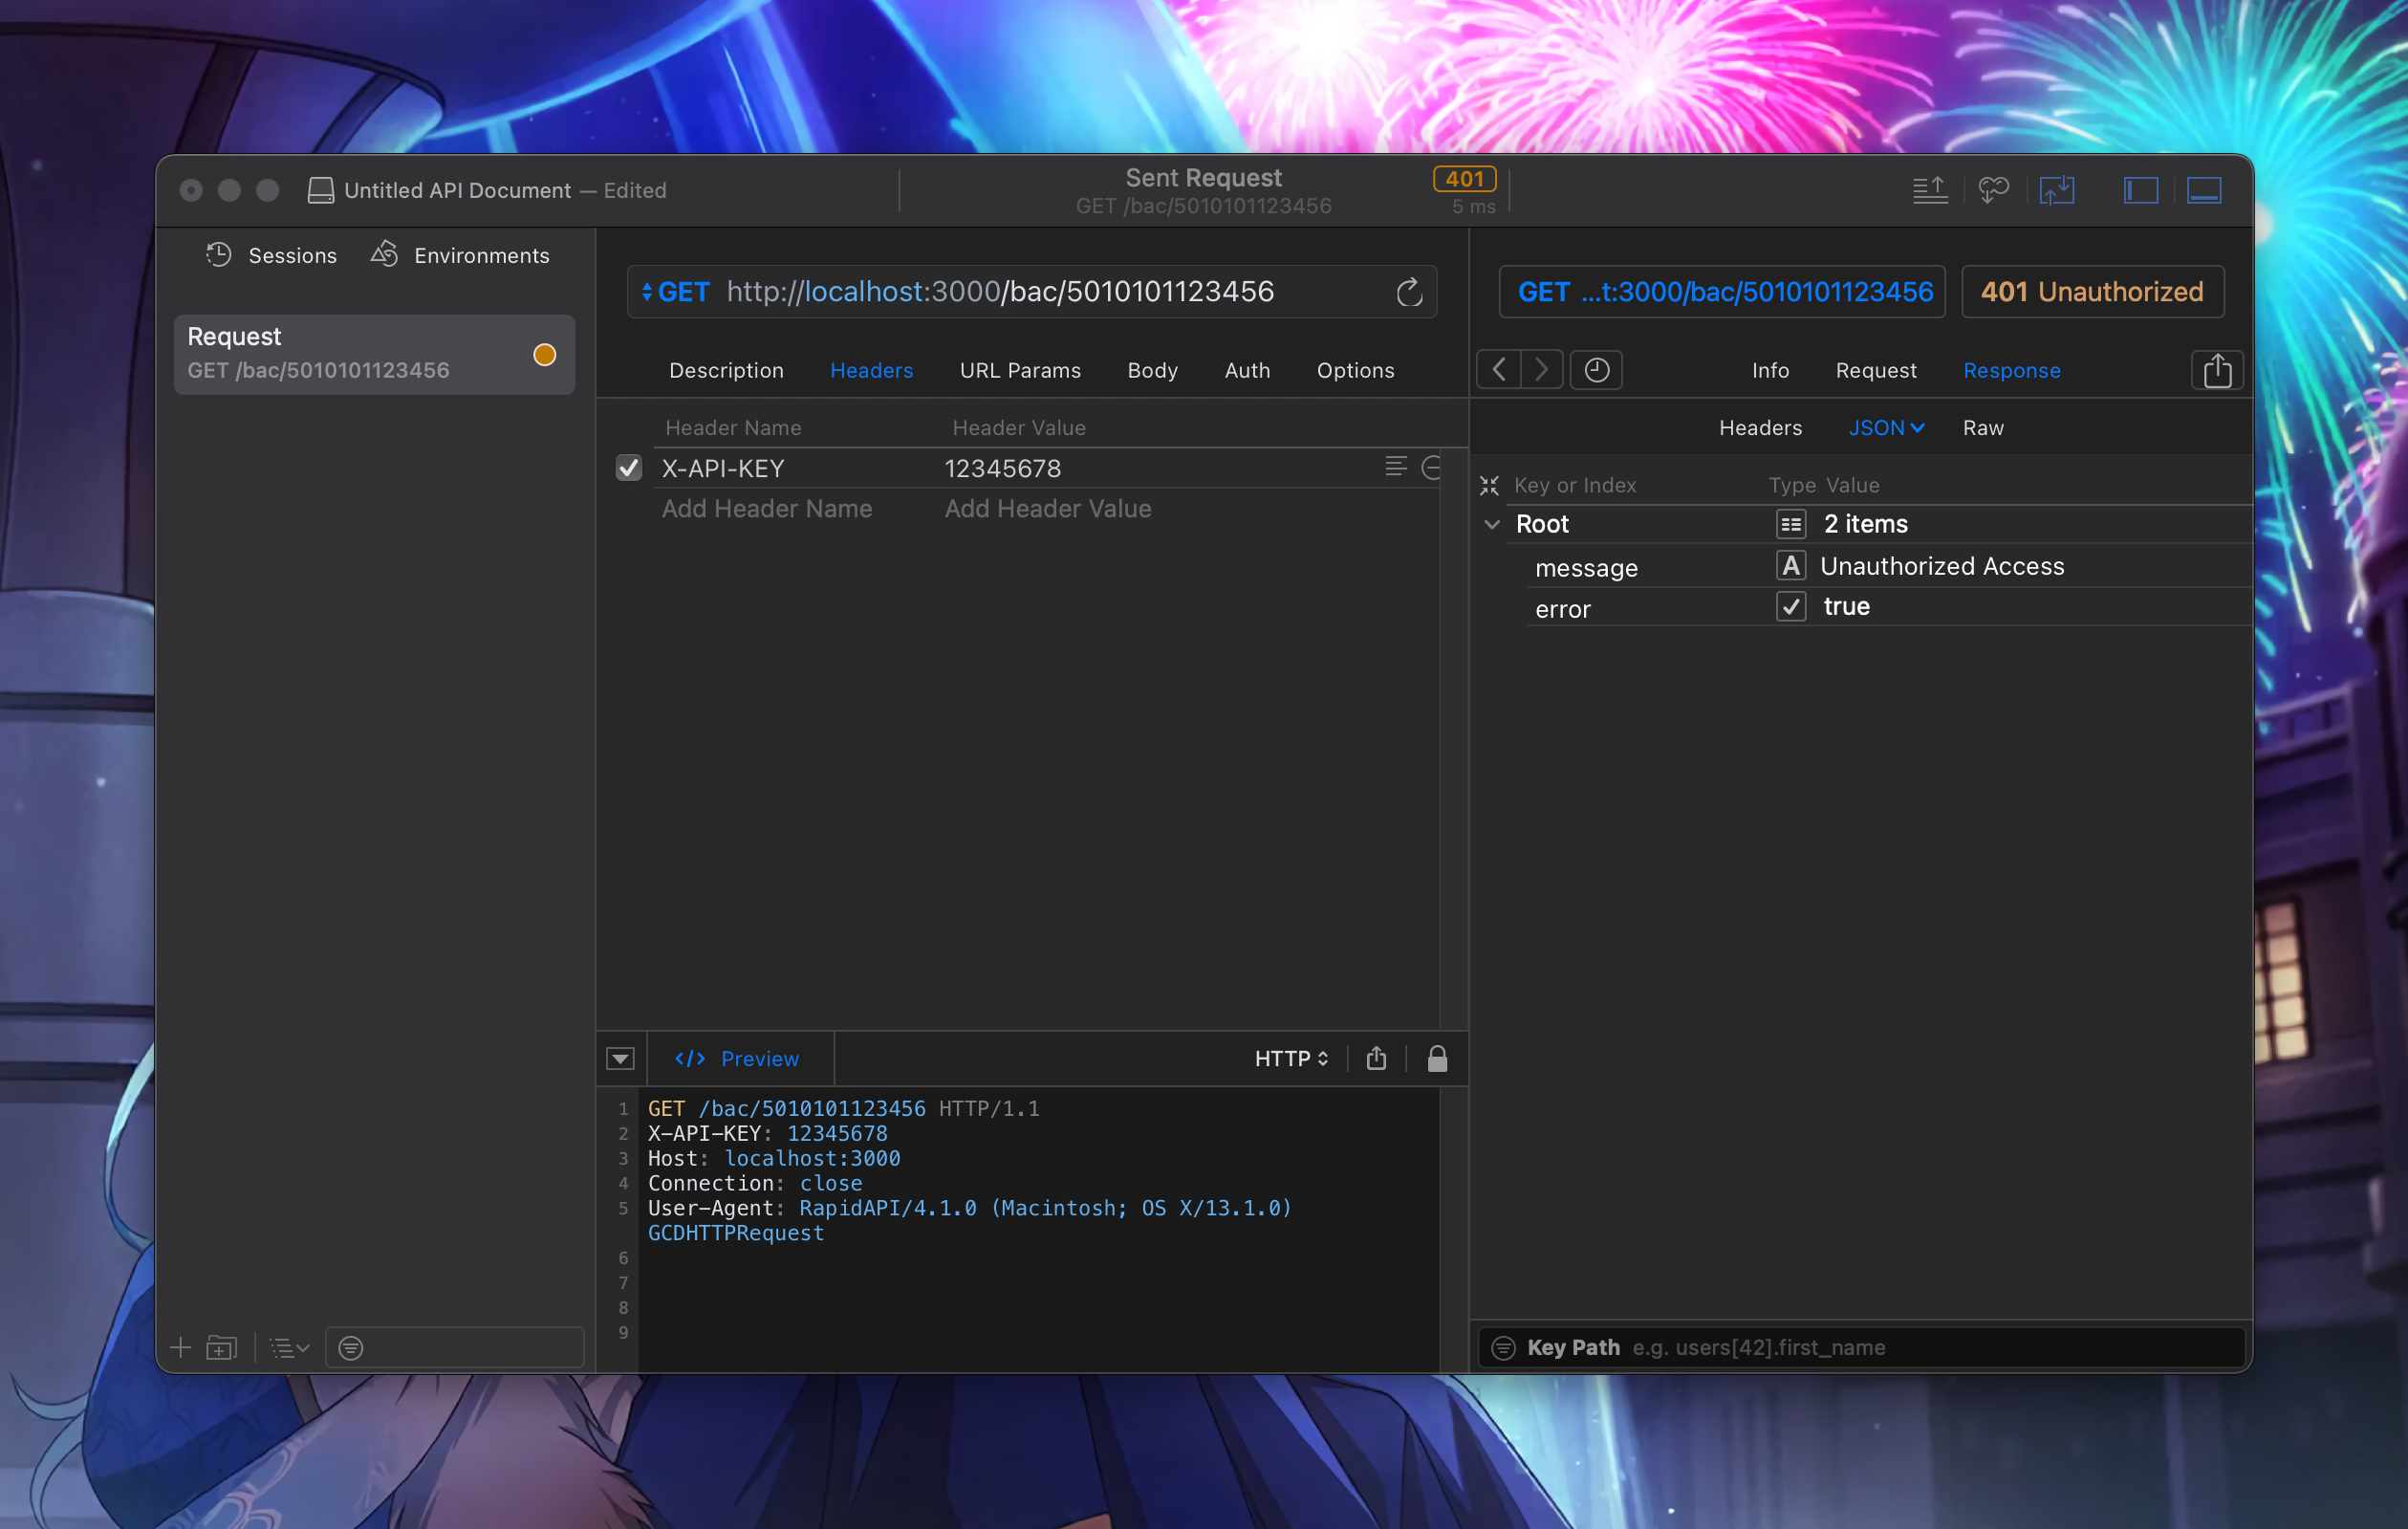 Untitled API Document — Edited
Sent Request
GET /bac/5010101123456
401
5 ms
Sessions
Environments
Request
GET /bac/5010101123456
GET http://localhost:3000/bac/5010101123456
Description Headers URL Params Body Auth Options
Header Name Header Value
X-API-KEY 12345678
Add Header Name Add Header Value
Preview
HTTP
1 GET /bac/5010101123456 HTTP/1.1
2 X-API-KEY: 12345678
3 Host: localhost:3000
4 Connection: close
5 User-Agent: RapidAPI/4.1.0 (Macintosh; OS X/13.1.0)
GCDHTTPRequest
6
7
8
9
GET ...t:3000/bac/5010101123456
401 Unauthorized
Info Request Response
Headers JSON Raw
Key or Index Type Value
Root 2 items
message A Unauthorized Access
error true
Key Path e.g. users[42].first_name